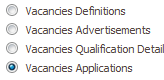 Vacancies Definitions
Vacancies Advertisements
Vacancies Qualification Detail
Vacancies Applications